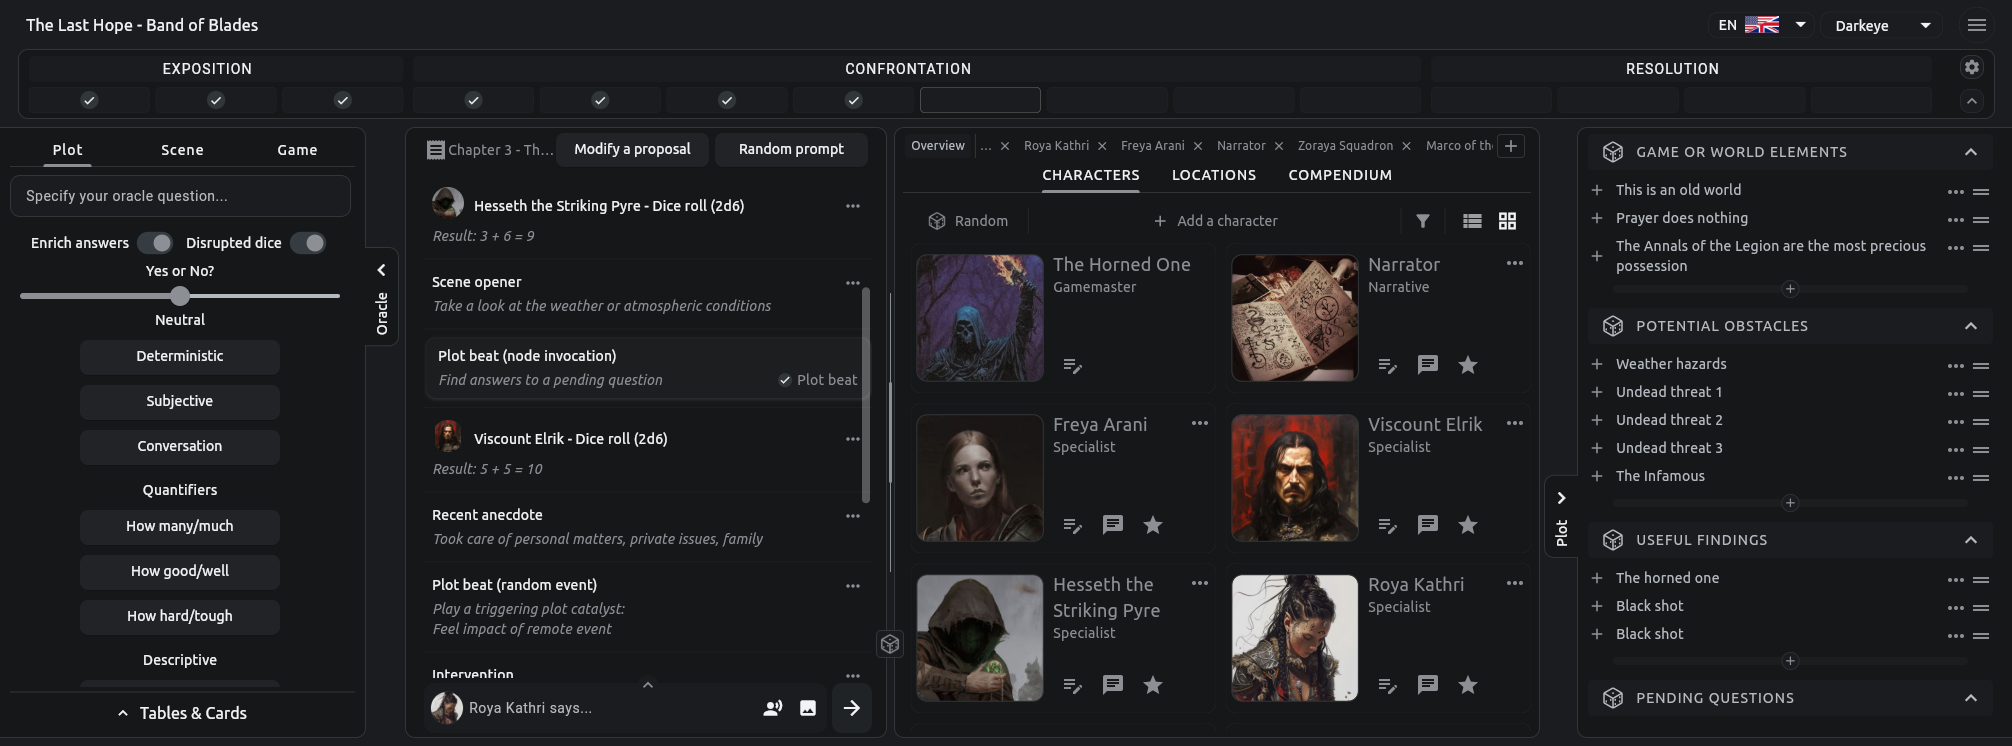 The Last Hope - Band of Blades
EN
Darkeye
EXPOSITION
CONFRONTATION
RESOLUTION
Plot
Scene
Game
Specify your oracle question...
Enrich answers
Disrupted dice
Yes or No?
Neutral
Deterministic
Subjective
Conversation
Quantifiers
How many/much
How good/well
How hard/tough
Descriptive
Tables & Cards
Oracle
Chapter 3 - Th...
Modify a proposal
Random prompt
Hesseth the Striking Pyre - Dice roll (2d6)
Result: 3 + 6 = 9
Scene opener
Take a look at the weather or atmospheric conditions
Plot beat (node invocation)
Find answers to a pending question
Plot beat
Viscount Elrik - Dice roll (2d6)
Result: 5 + 5 = 10
Recent anecdote
Took care of personal matters, private issues, family
Plot beat (random event)
Play a triggering plot catalyst:
Feel impact of remote event
Intervention
Roya Kathri says...
Overview
...
Roya Kathri
Freya Arani
Narrator
Zoraya Squadron
Marco of th
CHARACTERS
LOCATIONS
COMPENDIUM
Random
Add a character
The Horned One
Gamemaster
Narrator
Narrative
Freya Arani
Specialist
Viscount Elrik
Specialist
Hesseth the
Striking Pyre
Specialist
Roya Kathri
Specialist
Plot
GAME OR WORLD ELEMENTS
This is an old world
Prayer does nothing
The Annals of the Legion are the most precious
possession
POTENTIAL OBSTACLES
Weather hazards
Undead threat 1
Undead threat 2
Undead threat 3
The Infamous
USEFUL FINDINGS
The horned one
Black shot
Black shot
PENDING QUESTIONS